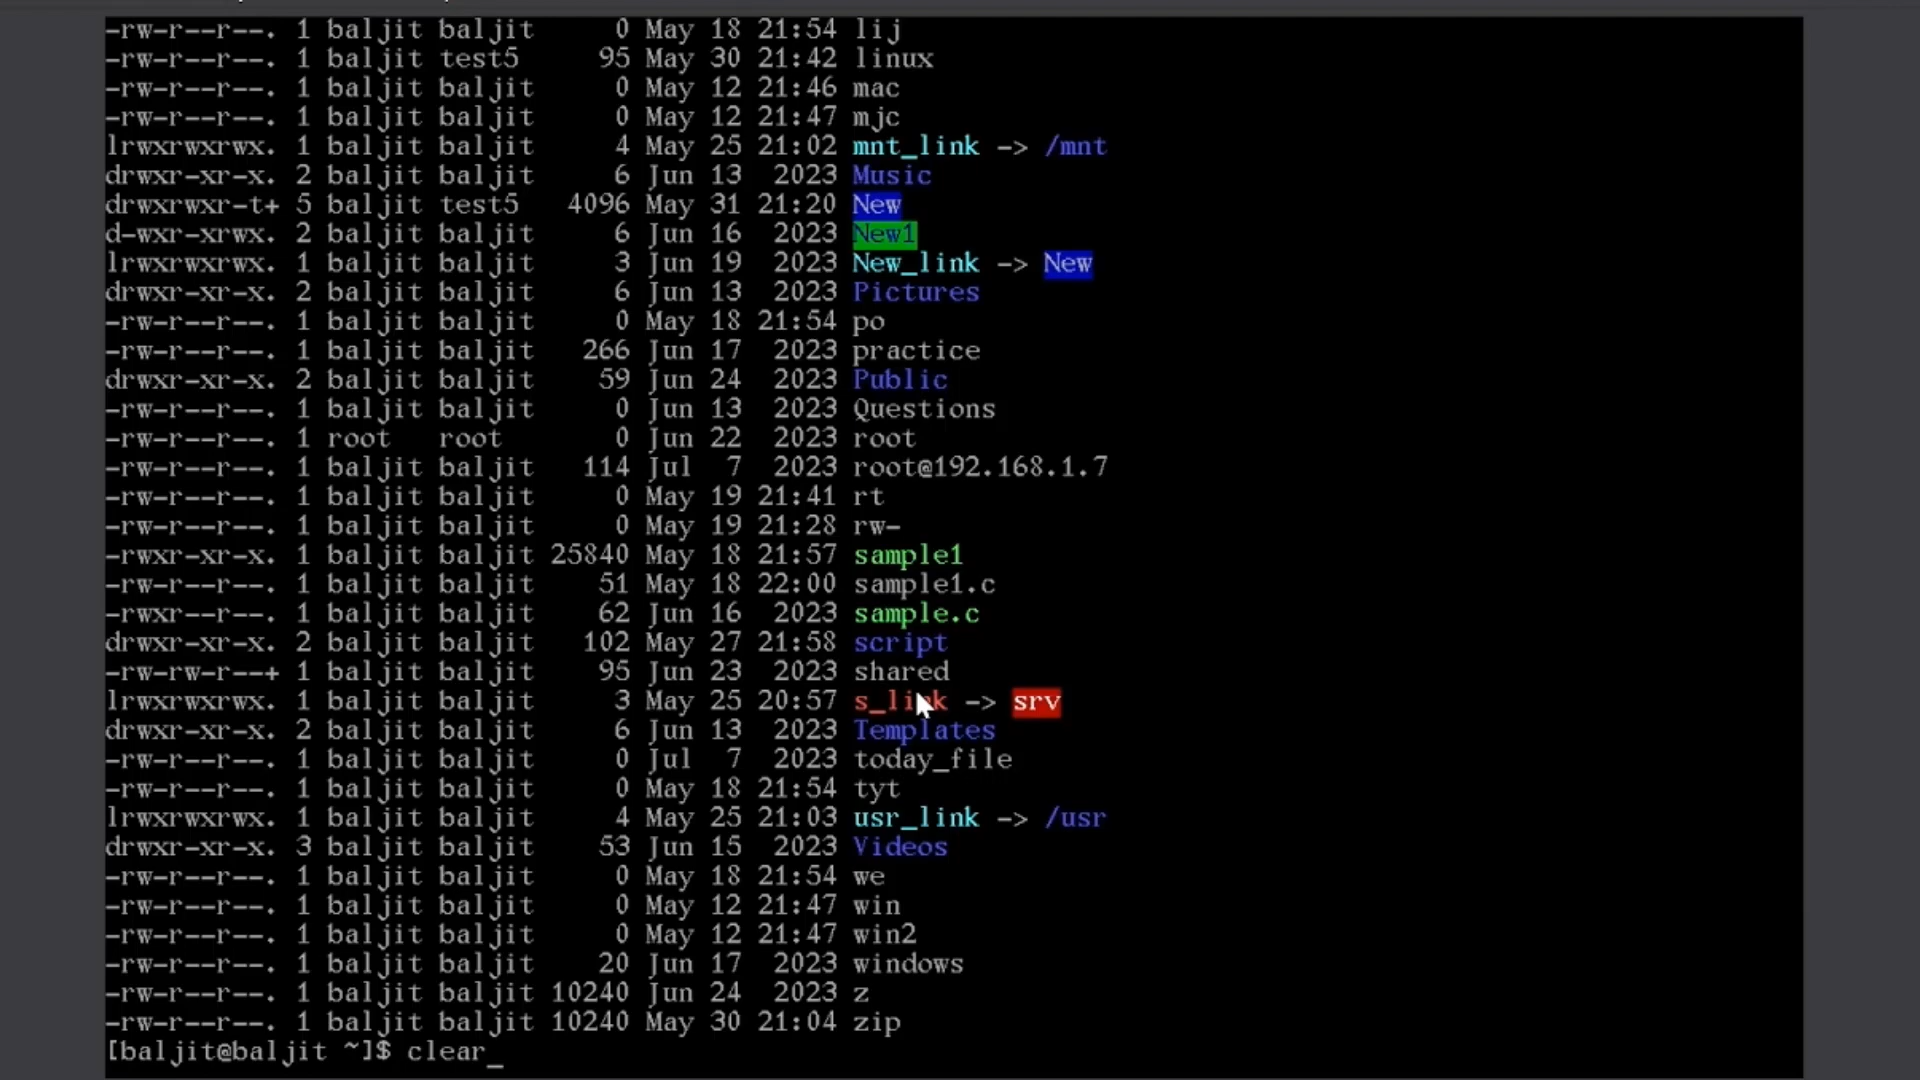 -rw-r--r--. 1 baljit baljit     0 May 18 21:54 lij
-rw-r--r--. 1 baljit test5     95 May 30 21:42 linux
-rw-r--r--. 1 baljit baljit     0 May 12 21:46 mac
-rw-r--r--. 1 baljit baljit     0 May 12 21:47 mjc
lrwxrwxrwx. 1 baljit baljit     4 May 25 21:02 mnt_link -> /mnt
drwxr-xr-x. 2 baljit baljit     6 Jun 13  2023 Music
drwxrwxr-t+ 5 baljit test5   4096 May 31 21:20 New
d-wxr-xrwx. 2 baljit baljit     6 Jun 16  2023 New1
lrwxrwxrwx. 1 baljit baljit     3 Jun 19  2023 New_link -> New
drwxr-xr-x. 2 baljit baljit     6 Jun 13  2023 Pictures
-rw-r--r--. 1 baljit baljit     0 May 18 21:54 po
-rw-r--r--. 1 baljit baljit   266 Jun 17  2023 practice
drwxr-xr-x. 2 baljit baljit    59 Jun 24  2023 Public
-rw-r--r--. 1 baljit baljit     0 Jun 13  2023 Questions
-rw-r--r--. 1 root   root       0 Jun 22  2023 root
-rw-r--r--. 1 baljit baljit   114 Jul  7  2023 root@192.168.1.7
-rw-r--r--. 1 baljit baljit     0 May 19 21:41 rt
-rw-r--r--. 1 baljit baljit     0 May 19 21:28 rw-
-rwxr-xr-x. 1 baljit baljit 25840 May 18 21:57 sample1
-rw-r--r--. 1 baljit baljit    51 May 18 22:00 sample1.c
-rwxr--r--. 1 baljit baljit    62 Jun 16  2023 sample.c
drwxr-xr-x. 2 baljit baljit   102 May 27 21:58 script
-rw-rw-r--+ 1 baljit baljit    95 Jun 23  2023 shared
lrwxrwxrwx. 1 baljit baljit     3 May 25 20:57 s_link -> srv
drwxr-xr-x. 2 baljit baljit     6 Jun 13  2023 Templates
-rw-r--r--. 1 baljit baljit     0 Jul  7  2023 today_file
-rw-r--r--. 1 baljit baljit     0 May 18 21:54 tyt
lrwxrwxrwx. 1 baljit baljit     4 May 25 21:03 usr_link -> /usr
drwxr-xr-x. 3 baljit baljit    53 Jun 15  2023 Videos
-rw-r--r--. 1 baljit baljit     0 May 18 21:54 we
-rw-r--r--. 1 baljit baljit     0 May 12 21:47 win
-rw-r--r--. 1 baljit baljit     0 May 12 21:47 win2
-rw-r--r--. 1 baljit baljit    20 Jun 17  2023 windows
-rw-r--r--. 1 baljit baljit 10240 Jun 24  2023 z
-rw-r--r--. 1 baljit baljit 10240 May 30 21:04 zip
[baljit@baljit ~]$ clear_